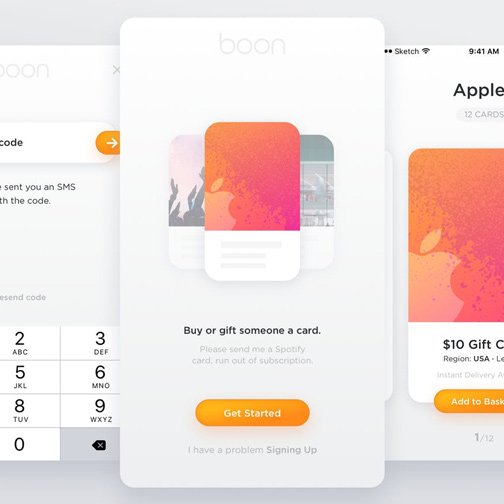 boon
code
sent you an SMS
the code.
esend code
2
ABC
3
DEF
5
JKL
6
MNO
8
TUV
9
WXYZ
0
boon
Buy or gift someone a card.
Please send me a Spotify
card, run out of subscription.
Get Started
I have a problem Signing Up
Sketch
9:41 AM
Apple
12 CARDS
$10 Gift C
Region: USA · Le
Instant Delivery A
Add to Bask
1/12